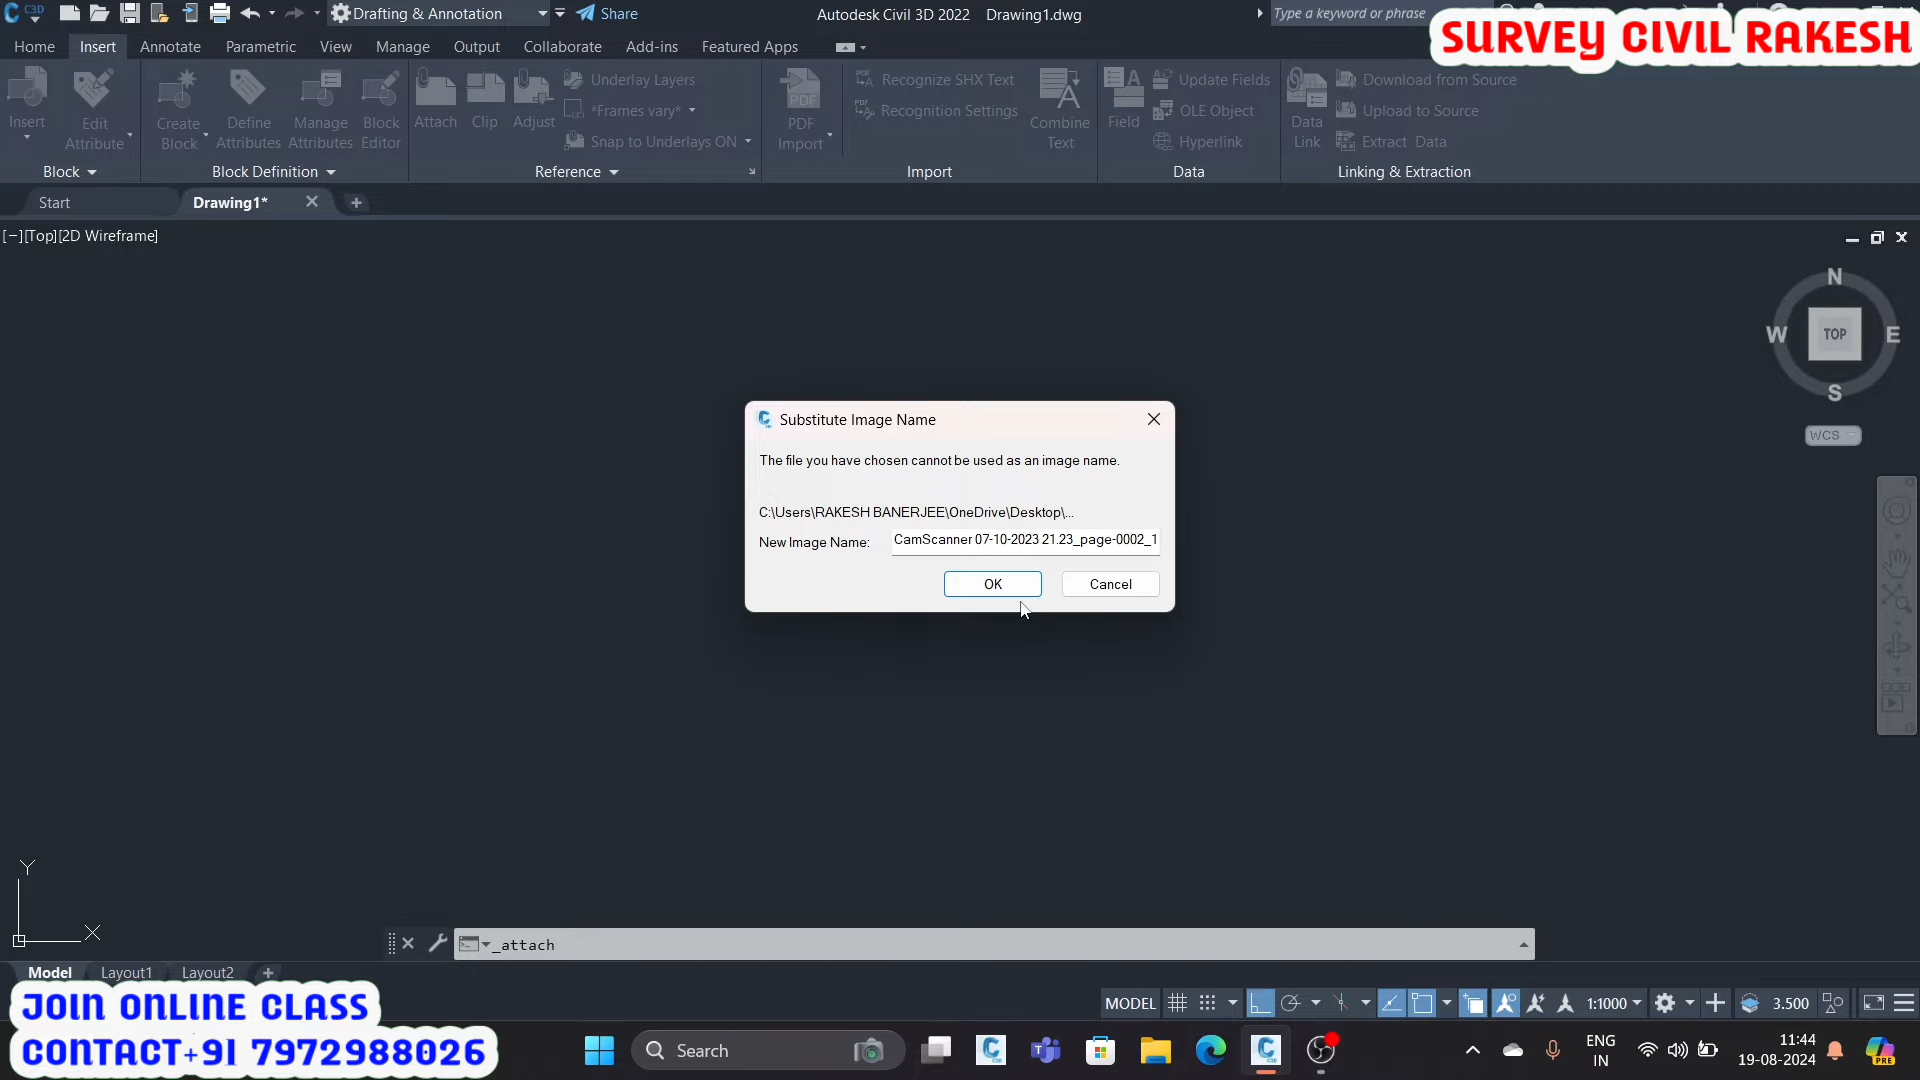 Drafting & Annotation
Share
Autodesk Civil 3D 2022 Drawing1.dwg
Type a keyword or phrase
SURVEY CIVIL RAKESH
Home Insert Annotate Parametric View Manage Output Collaborate Add-ins Featured Apps
Insert
Edit
Attribute
Create
Block
Define
Attributes
Manage
Attributes
Block
Editor
Attach
Clip
Adjust
Underlay Layers
*Frames vary*
Snap to Underlays ON
PDF
Import
Recognize SHX Text
Recognition Settings
Combine
Text
Field
Update Fields
OLE Object
Hyperlink
Data
Link
Download from Source
Upload to Source
Extract Data
Block
Block Definition
Reference
Import
Data
Linking & Extraction
Start
Drawing1*
[−][Top][2D Wireframe]
N
W
TOP
E
S
WCS
Substitute Image Name
The file you have chosen cannot be used as an image name.
C:\Users\RAKESH BANERJEE\OneDrive\Desktop\...
New Image Name: CamScanner 07-10-2023 21.23_page-0002_1
OK
Cancel
Y
X
_attach
Model
Layout1
Layout2
MODEL
1:1000
3.500
JOIN ONLINE CLASS
CONTACT+91 7972988026
Search
ENG
IN
11:44
19-08-2024